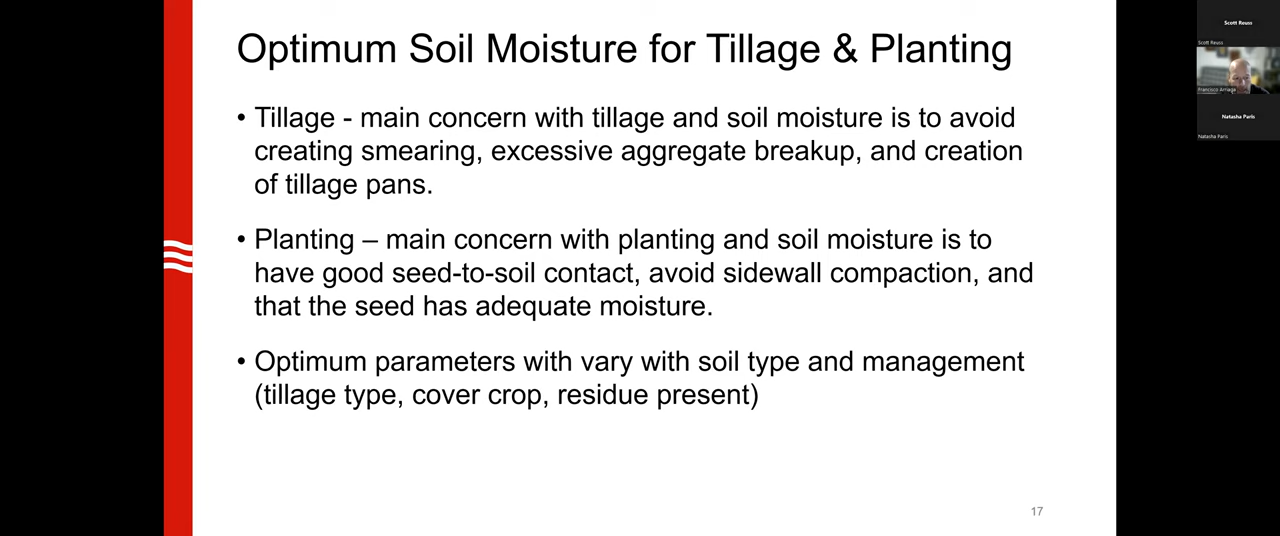 Optimum Soil Moisture for Tillage & Planting
• Tillage - main concern with tillage and soil moisture is to avoid
creating smearing, excessive aggregate breakup, and creation
of tillage pans.
• Planting – main concern with planting and soil moisture is to
have good seed-to-soil contact, avoid sidewall compaction, and
that the seed has adequate moisture.
• Optimum parameters with vary with soil type and management
(tillage type, cover crop, residue present)
17
Scott Reuss
Scott Reuss
Francisco Arriaga
Natasha Paris
Natasha Paris